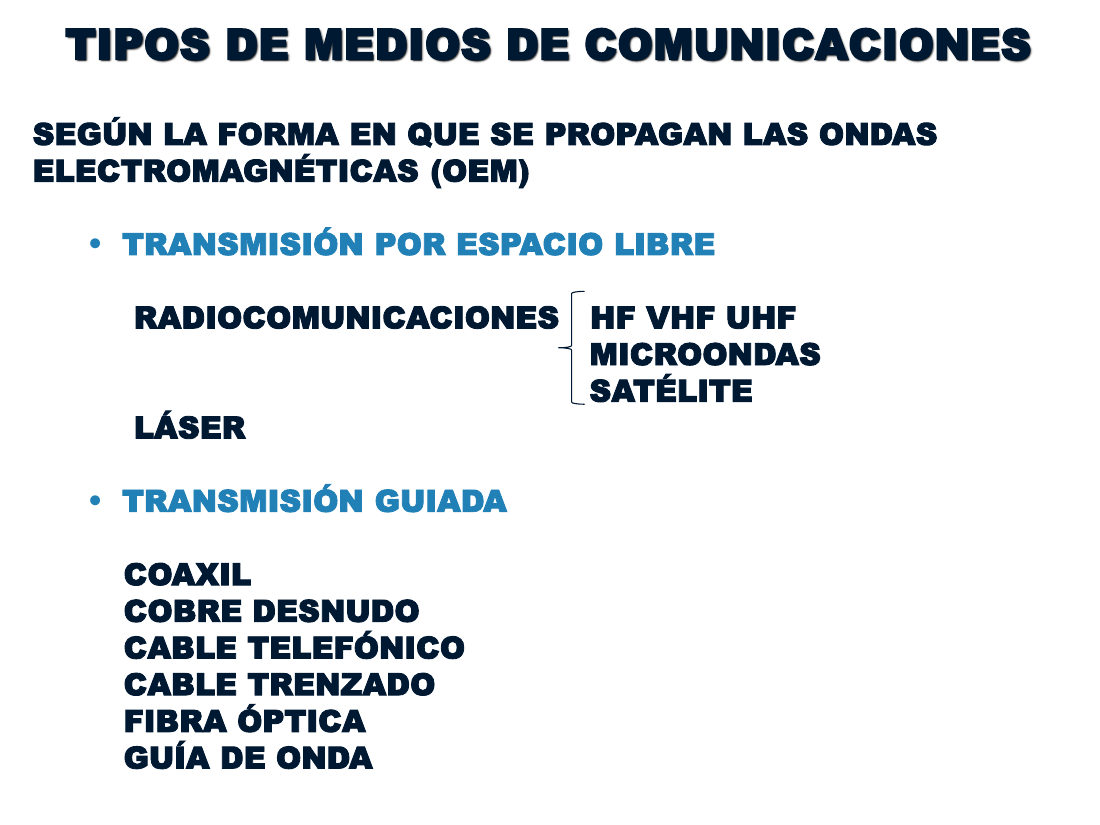 TIPOS DE MEDIOS DE COMUNICACIONES
SEGÚN LA FORMA EN QUE SE PROPAGAN LAS ONDAS
ELECTROMAGNÉTICAS (OEM)
• TRANSMISIÓN POR ESPACIO LIBRE
RADIOCOMUNICACIONES HF VHF UHF
MICROONDAS
SATÉLITE
LÁSER
• TRANSMISIÓN GUIADA
COAXIL
COBRE DESNUDO
CABLE TELEFÓNICO
CABLE TRENZADO
FIBRA ÓPTICA
GUÍA DE ONDA